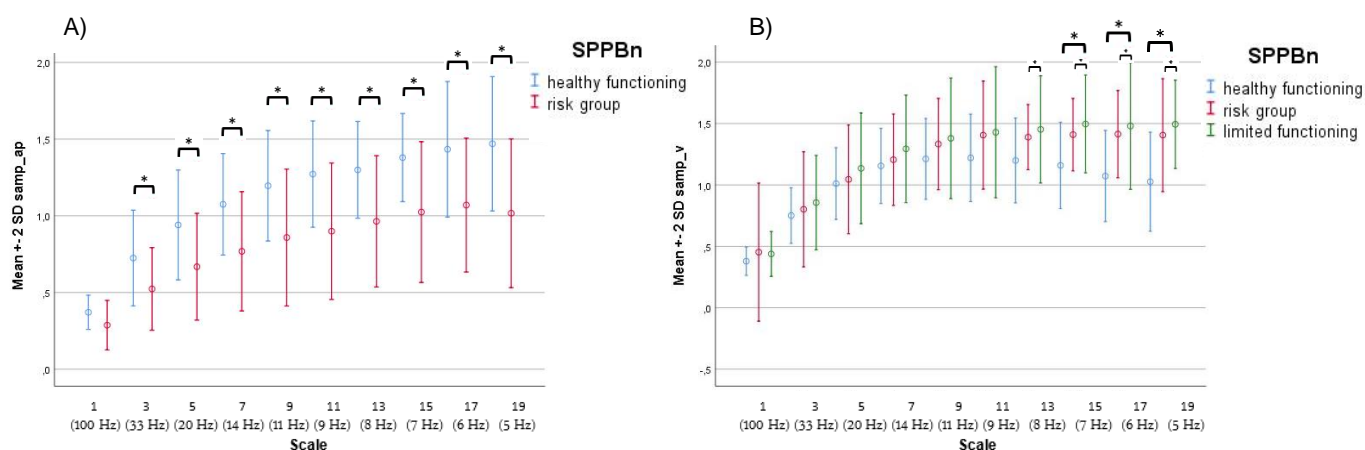 A)
SPPBn
healthy functioning
risk group
* * * * * * * * *
2,0
1,5
1,0
,5
,0
Mean +- 2 SD samp_ap
1 3 5 7 9 11 13 15 17 19
(100 Hz) (33 Hz) (20 Hz) (14 Hz) (11 Hz) (9 Hz) (8 Hz) (7 Hz) (6 Hz) (5 Hz)
Scale
B)
SPPBn
healthy functioning
risk group
limited functioning
* * *
* * * *
2,0
1,5
1,0
,5
,0
-,5
Mean +- 2 SD samp_v
1 3 5 7 9 11 13 15 17 19
(100 Hz) (33 Hz) (20 Hz) (14 Hz) (11 Hz) (9 Hz) (8 Hz) (7 Hz) (6 Hz) (5 Hz)
Scale